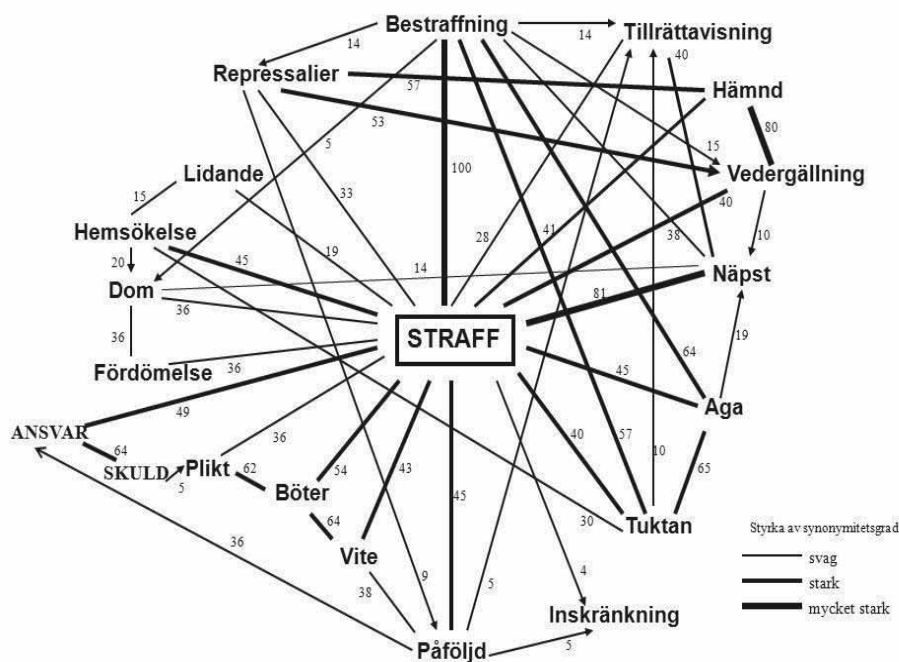 Bestraffning
14
14
Tillrättavisning
40
Repressalier
57
Hämnd
53
80
5
15
Lidande
100
Vedergällning
15
33
40
Hemsökelse
28
41
38
10
20
45
19
14
Näpst
Dom
36
81
36
STRAFF
19
64
Fördömelse
36
45
49
Aga
ANSVAR
64
36
40
57
10
65
SKULD
5
Plikt
62
54
43
Böter
45
64
30
Tuktan
Styrka av synonymitetsgrad
36
Vite
svag
38
9
5
4
stark
Inskränkning
mycket stark
Påföljd
5